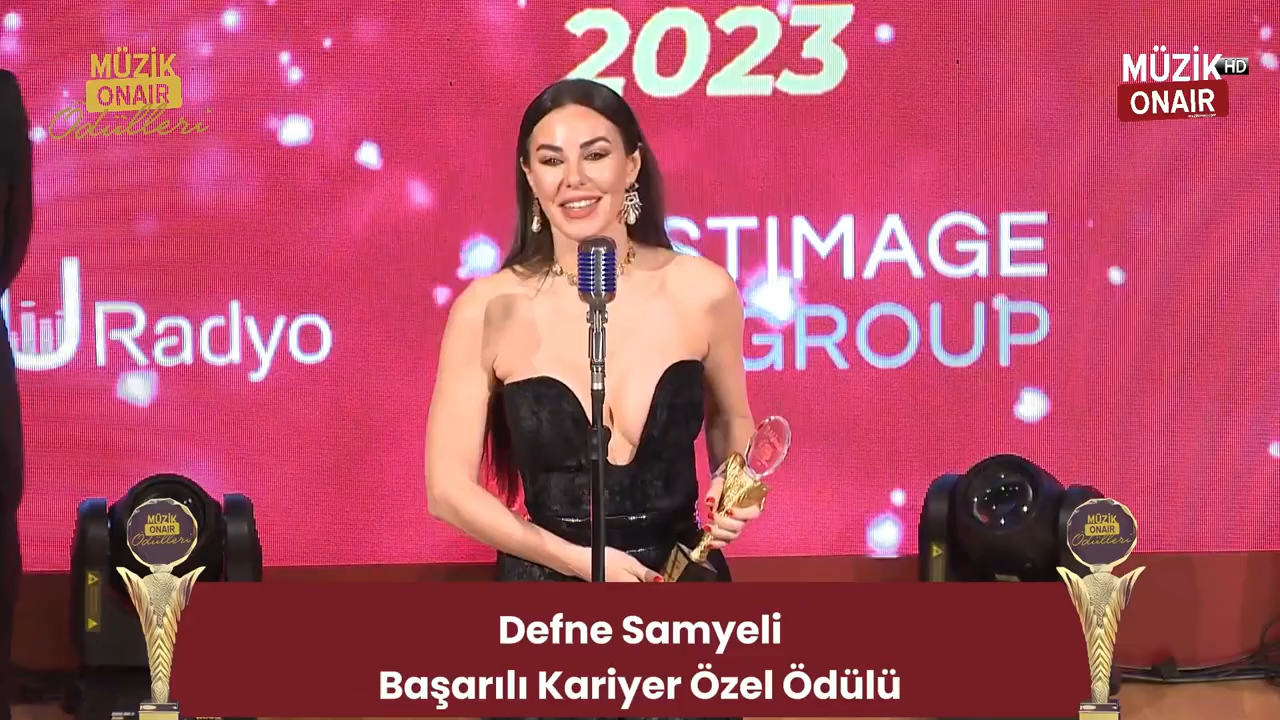 2023
MÜZİK
ONAIR
Ödülleri
MÜZİK HD
ONAIR
STIMAGE
GROUP
Radyo
MÜZİK
ONAIR
Ödülleri
MÜZİK
ONAIR
Ödülleri
Defne Samyeli
Başarılı Kariyer Özel Ödülü